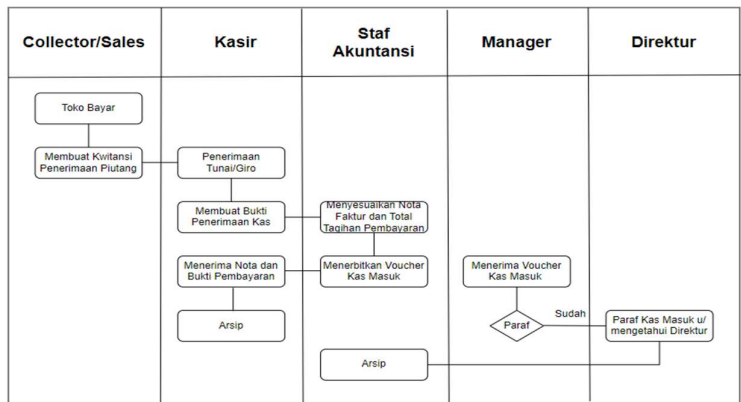 Collector/Sales
Kasir
Staf
Akuntansi
Manager
Direktur
Toko Bayar
Membuat Kwitansi
Penerimaan Piutang
Penerimaan
Tunai/Giro
Membuat Bukti
Penerimaan Kas
Menyesuaikan Nota
Faktur dan Total
Tagihan Pembayaran
Menerima Nota dan
Bukti Pembayaran
Menerbitkan Voucher
Kas Masuk
Menerima Voucher
Kas Masuk
Arsip
Paraf
Sudah
Paraf Kas Masuk u/
mengetahui Direktur
Arsip